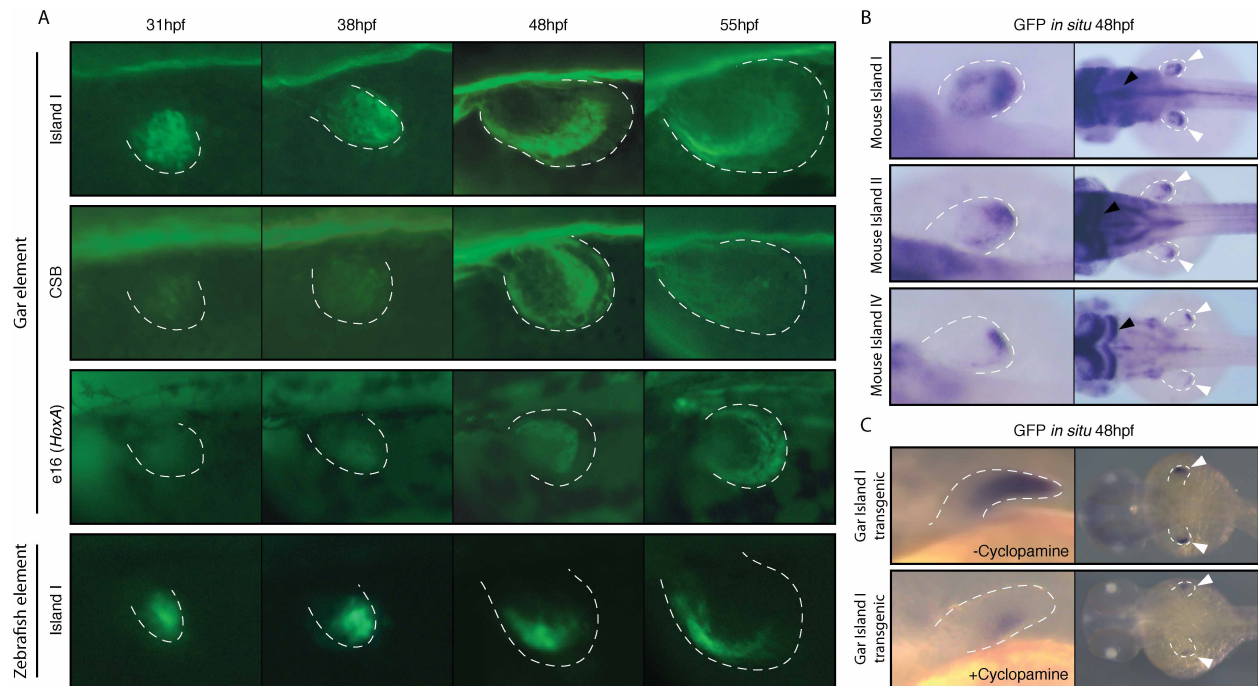 A
31hpf
38hpf
48hpf
55hpf
Gar element
Island I
CSB
e16 (HoxA)
Zebrafish element
Island I
B
GFP in situ 48hpf
Mouse Island I
Mouse Island II
Mouse Island IV
C
GFP in situ 48hpf
Gar Island I
transgenic
-Cyclopamine
Gar Island I
transgenic
+Cyclopamine